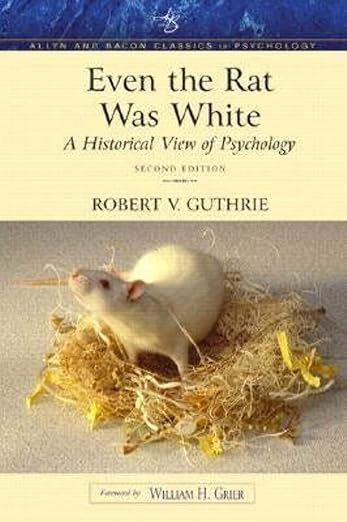 ALLYN AND BACON CLASSICS IN PSYCHOLOGY
Even the Rat
Was White
A Historical View of Psychology
SECOND EDITION
ROBERT V. GUTHRIE
Foreword by WILLIAM H. GRIER